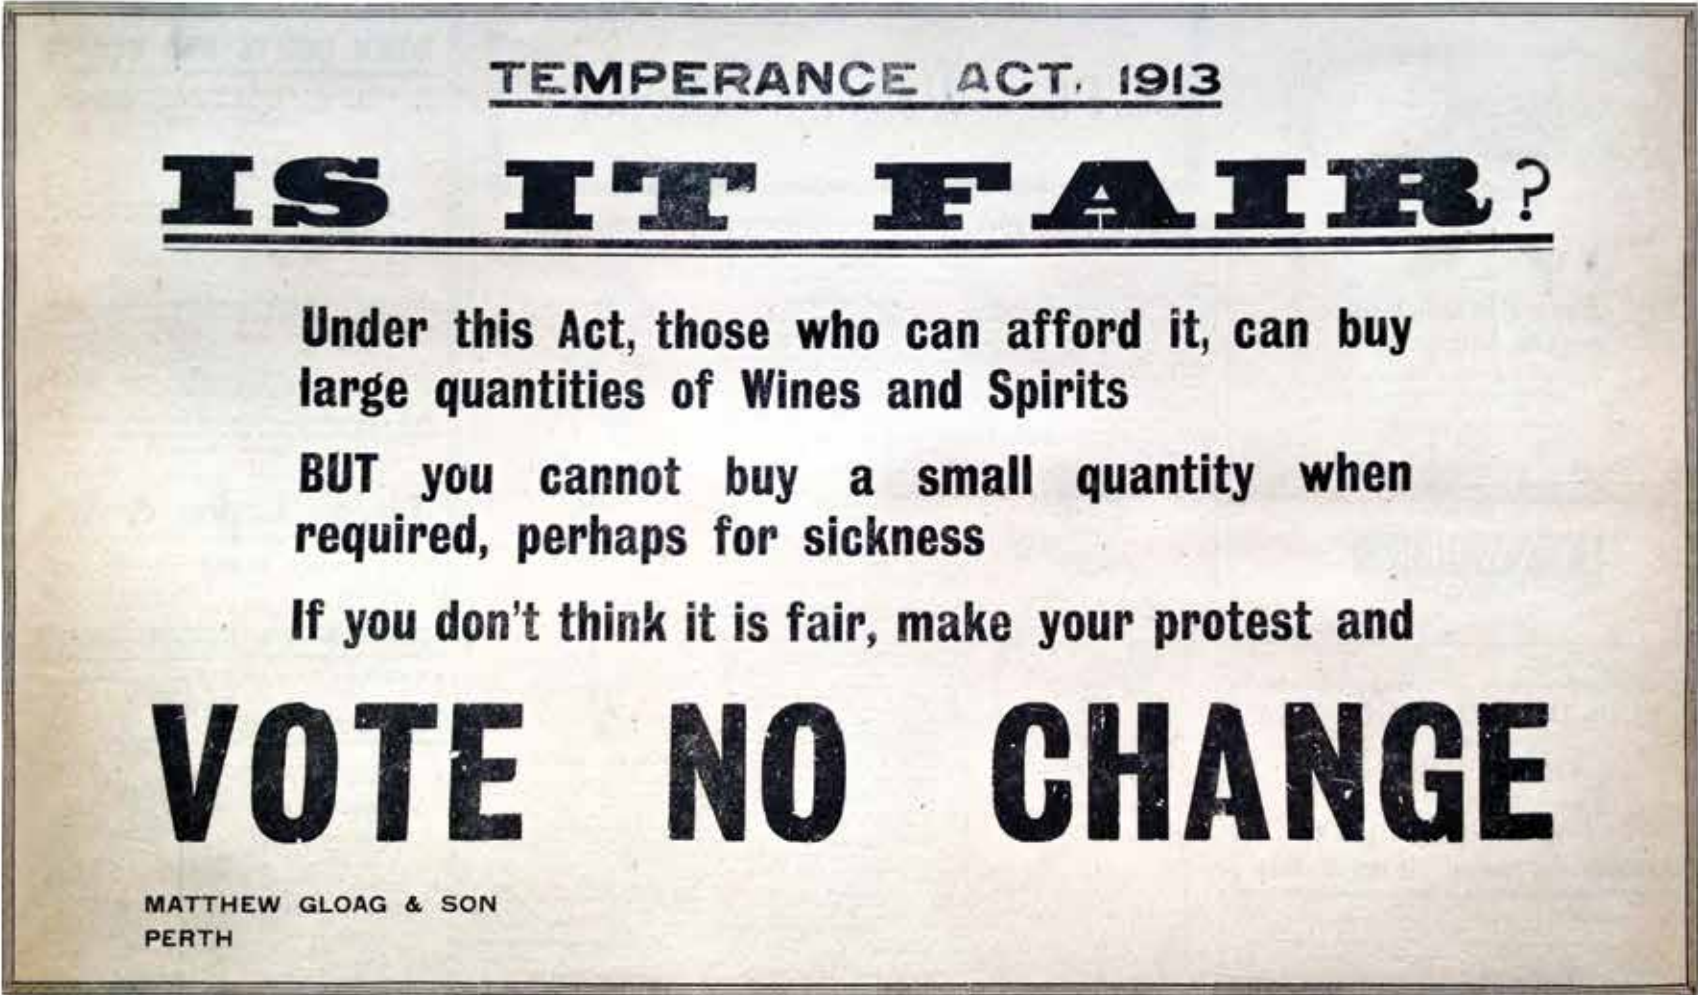 TEMPERANCE ACT, 1913
IS IT FAIR?
Under this Act, those who can afford it, can buy
large quantities of Wines and Spirits
BUT you cannot buy a small quantity when
required, perhaps for sickness
If you don't think it is fair, make your protest and
VOTE NO CHANGE
MATTHEW GLOAG & SON
PERTH